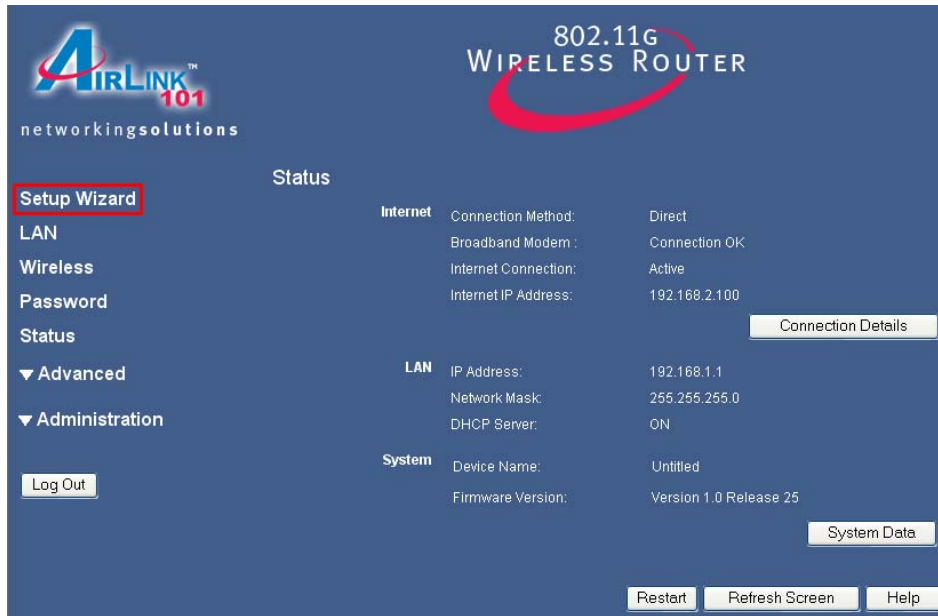 AIRLINK™
101
networkingsolutions
802.11G
WIRELESS ROUTER
Setup Wizard
LAN
Wireless
Password
Status
Advanced
Administration
Log Out
Status
Internet
Connection Method: Direct
Broadband Modem : Connection OK
Internet Connection: Active
Internet IP Address: 192.168.2.100
Connection Details
LAN
IP Address: 192.168.1.1
Network Mask: 255.255.255.0
DHCP Server: ON
System
Device Name: Untitled
Firmware Version: Version 1.0 Release 25
System Data
Restart Refresh Screen Help